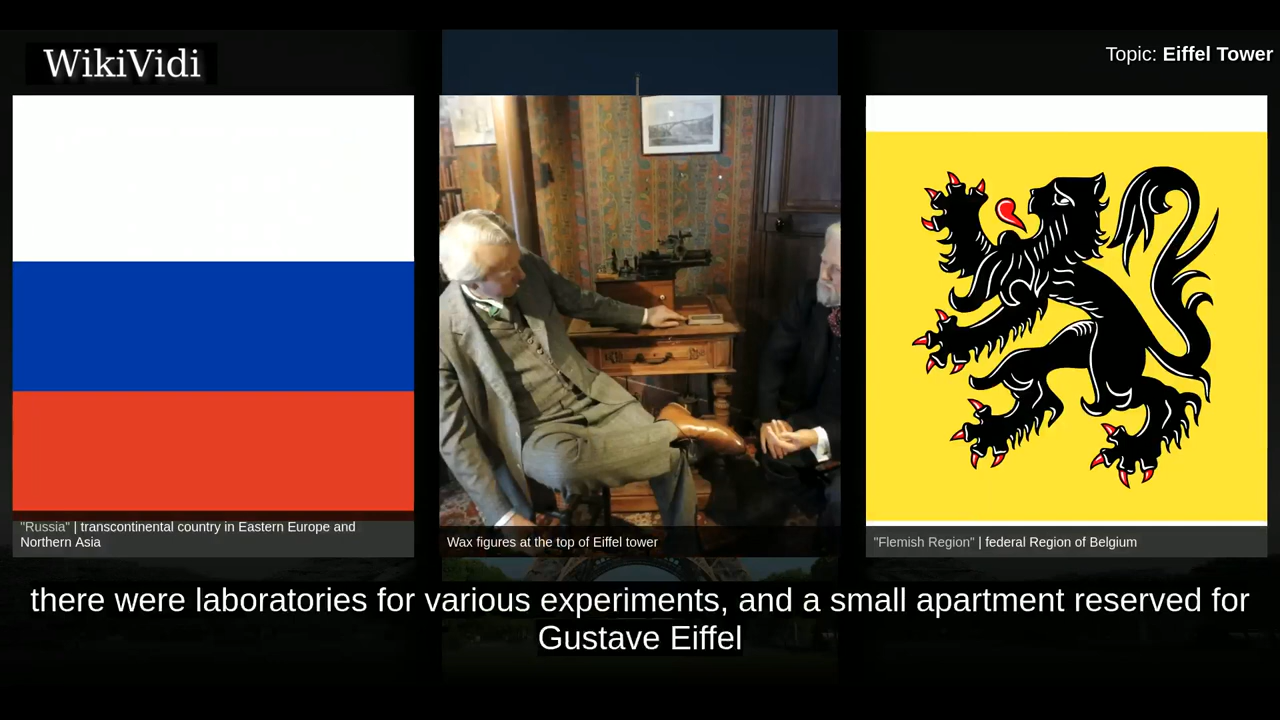 WikiVidi
Topic: Eiffel Tower
"Russia" | transcontinental country in Eastern Europe and
Northern Asia
Wax figures at the top of Eiffel tower
"Flemish Region" | federal Region of Belgium
there were laboratories for various experiments, and a small apartment reserved for
Gustave Eiffel